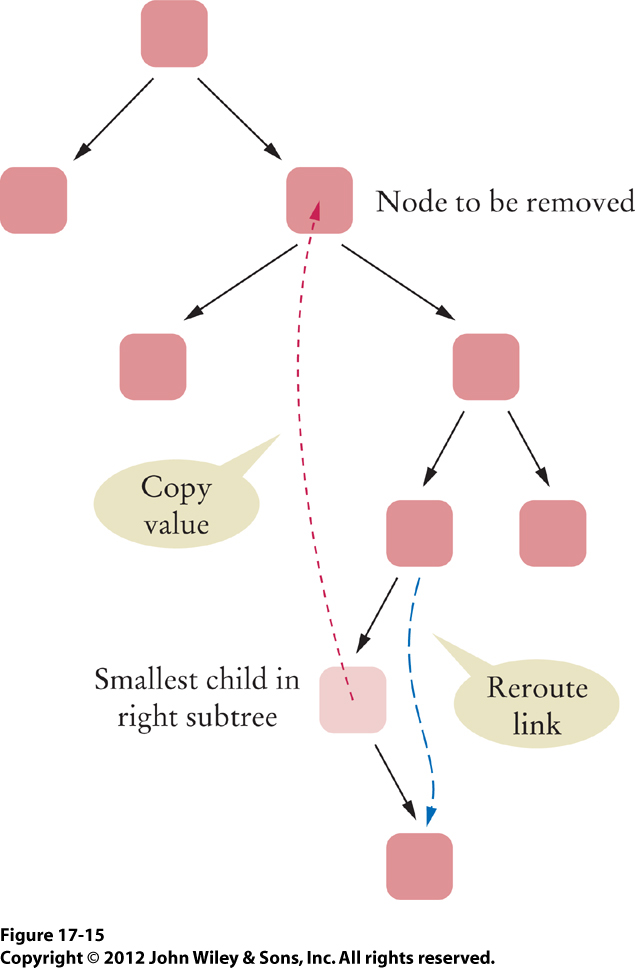 Node to be removed
Copy
value
Smallest child in
right subtree
Reroute
link
Figure 17-15
Copyright © 2012 John Wiley & Sons, Inc. All rights reserved.